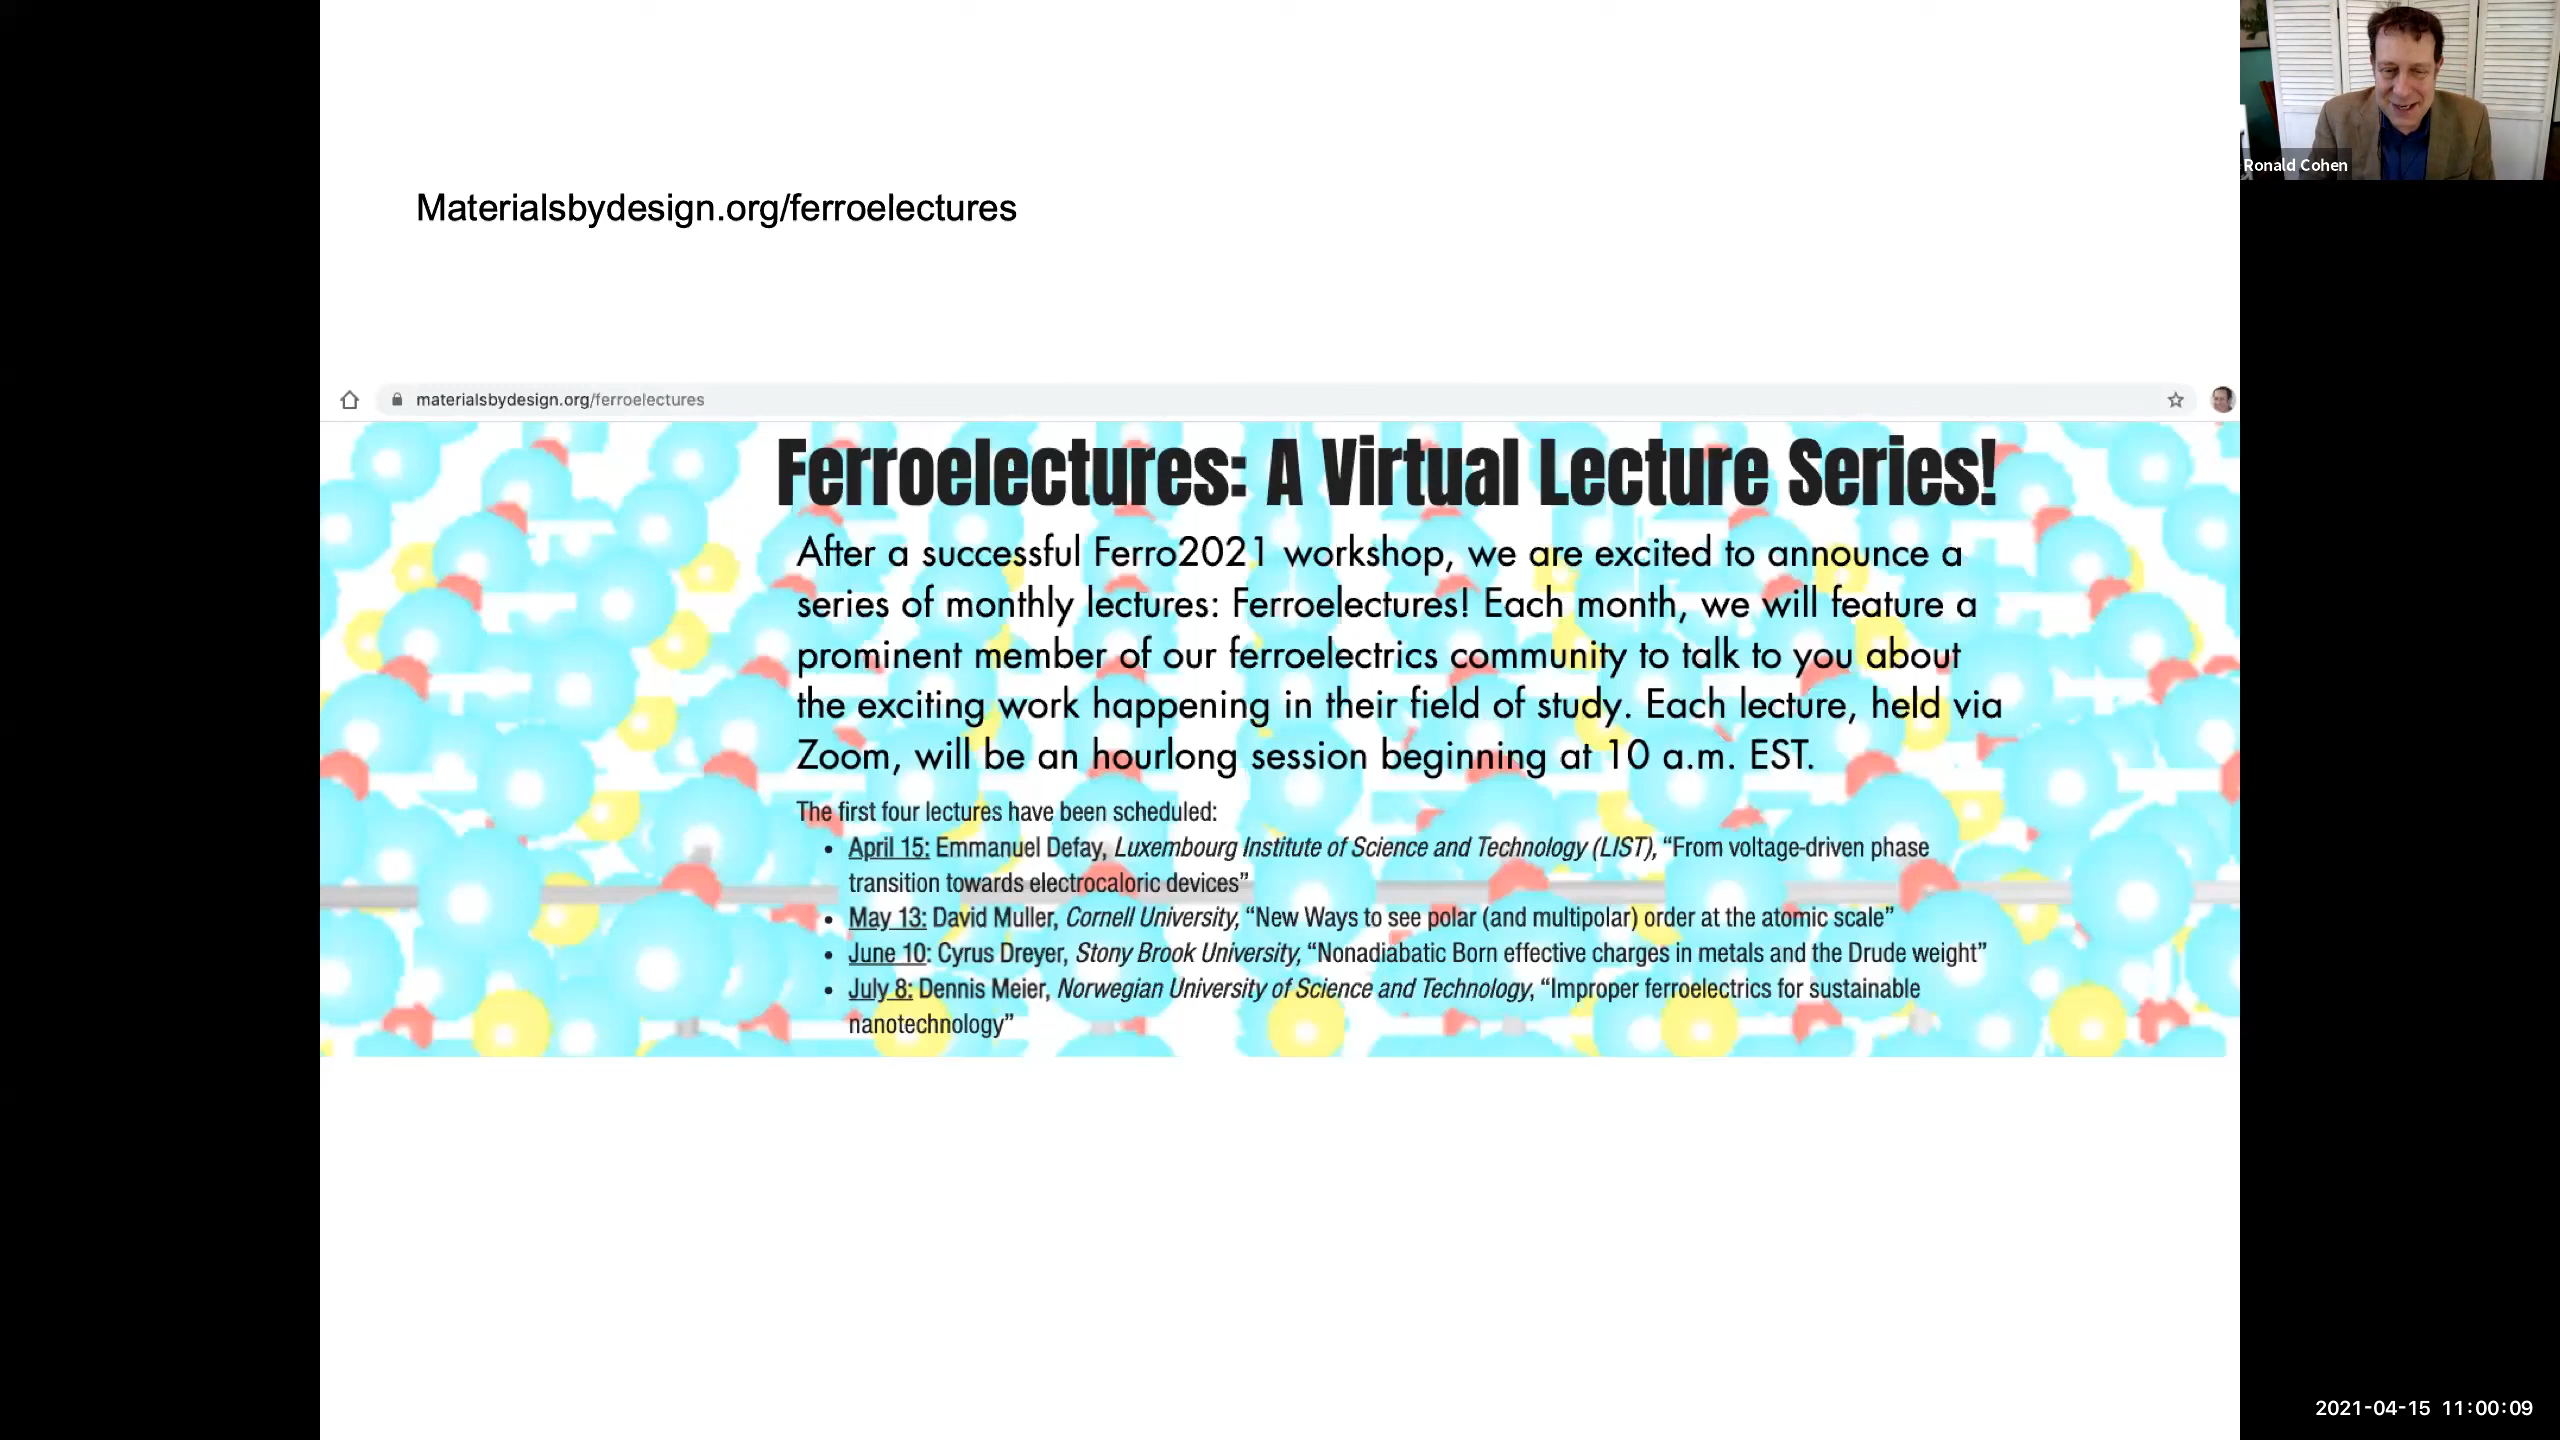 Ronald Cohen
Materialsbydesign.org/ferroelectures
materialsbydesign.org/ferroelectures
Ferroelectures: A Virtual Lecture Series!
After a successful Ferro2021 workshop, we are excited to announce a
series of monthly lectures: Ferroelectures! Each month, we will feature a
prominent member of our ferroelectrics community to talk to you about
the exciting work happening in their field of study. Each lecture, held via
Zoom, will be an hourlong session beginning at 10 a.m. EST.
The first four lectures have been scheduled:
• April 15: Emmanuel Defay, Luxembourg Institute of Science and Technology (LIST), “From voltage-driven phase
transition towards electrocaloric devices”
• May 13: David Muller, Cornell University, “New Ways to see polar (and multipolar) order at the atomic scale”
• June 10: Cyrus Dreyer, Stony Brook University, “Nonadiabatic Born effective charges in metals and the Drude weight”
• July 8: Dennis Meier, Norwegian University of Science and Technology, “Improper ferroelectrics for sustainable
nanotechnology”
2021-04-15 11:00:09